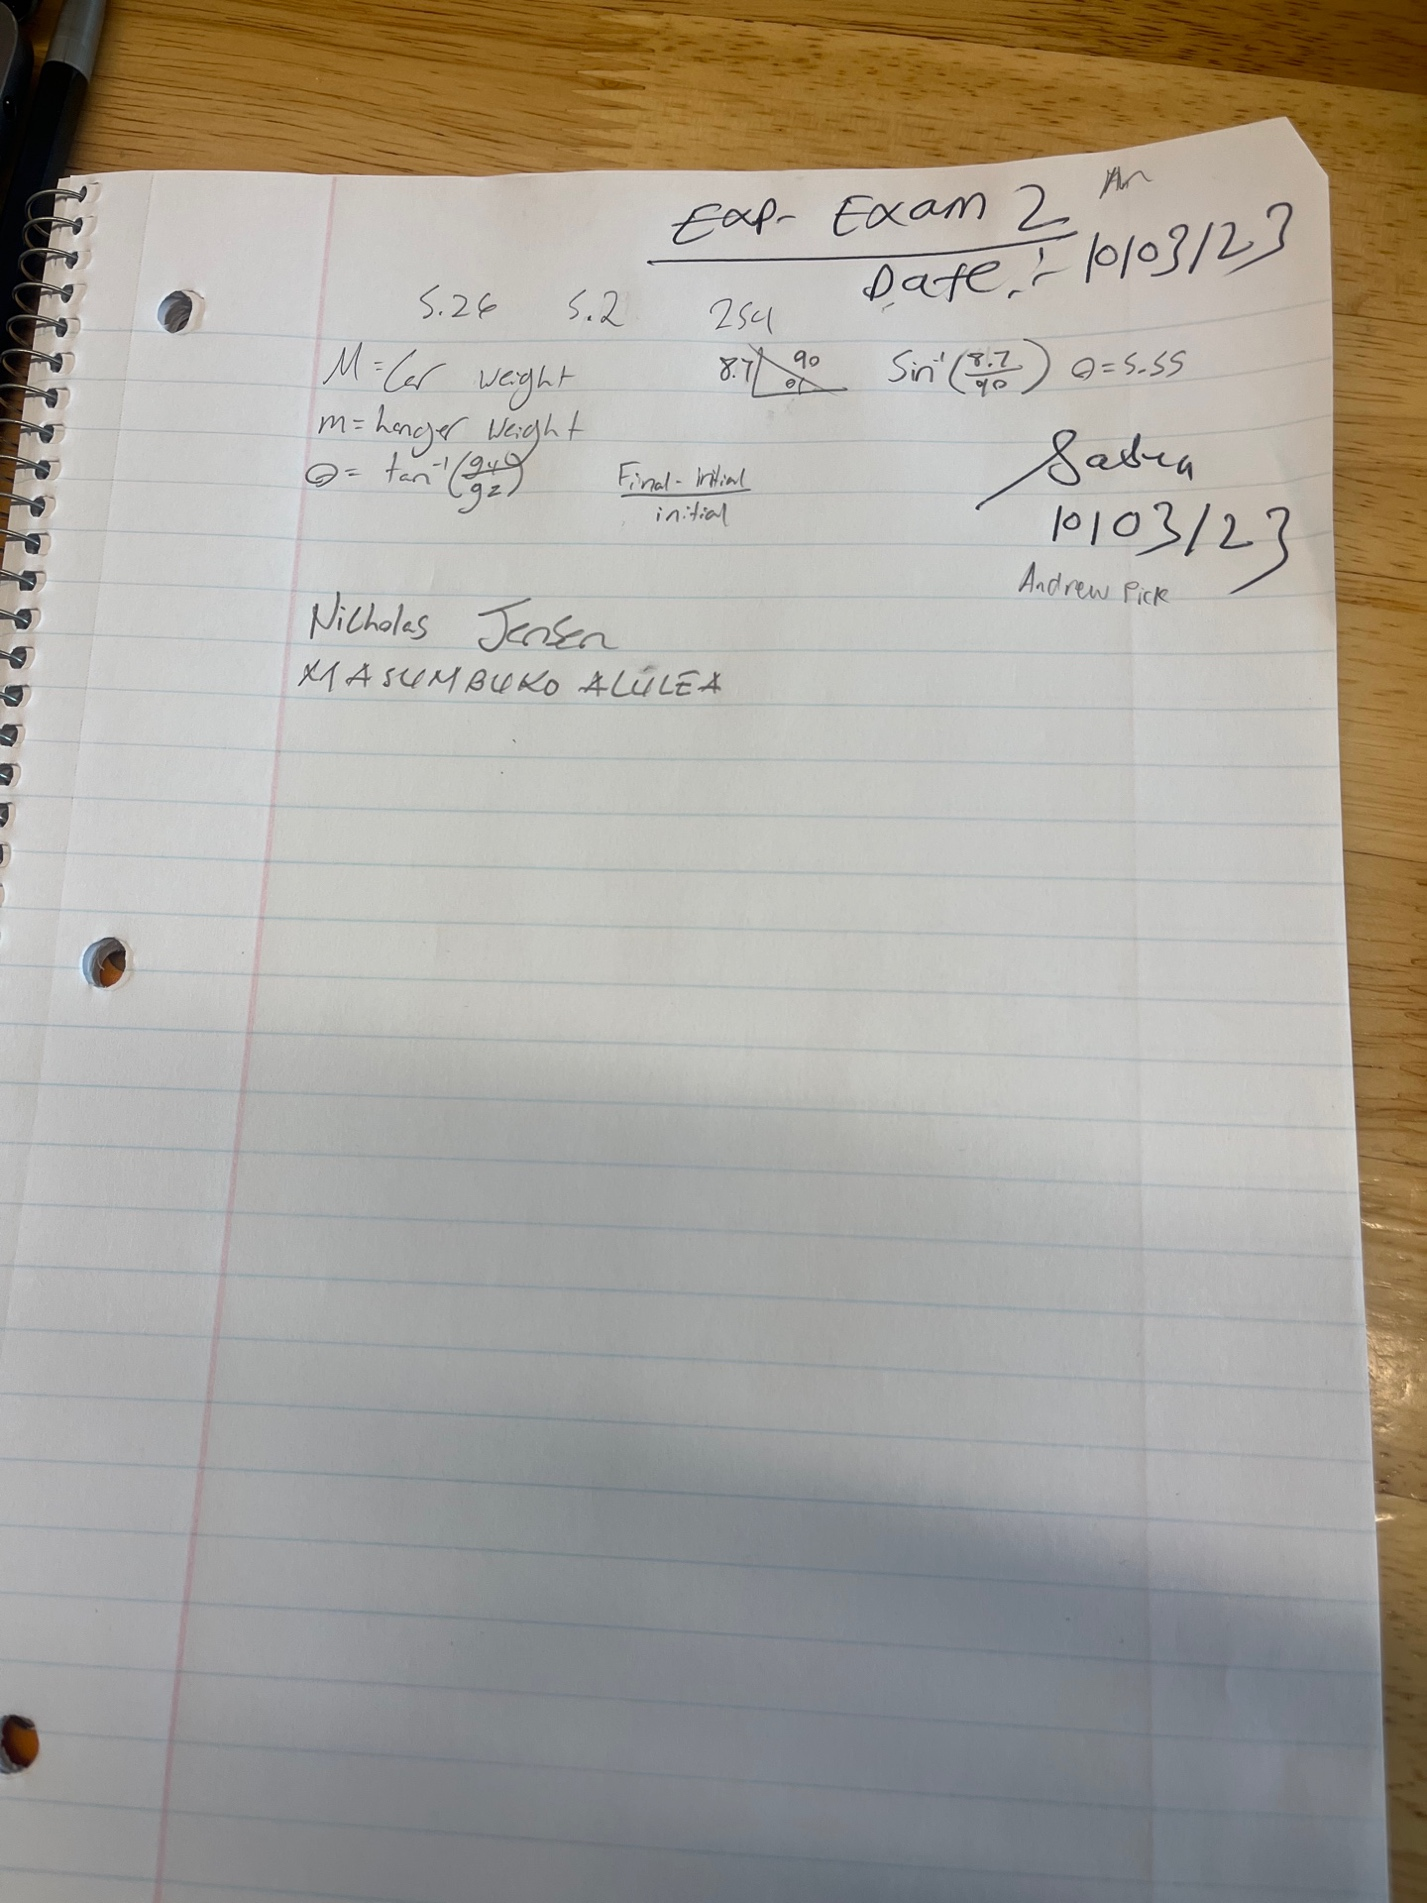 Exp- Exam 2
Date :- 10/03/23
5.26 5.2 254
M = Car Weight
8.7 90 θ Sin⁻¹(8.7/90) θ = 5.55
m = hanger Weight
θ = tan⁻¹
Final - initial / initial
10/03/23
Andrew Pick
Nicholas Jensen
MASUMBUKO ALULEA